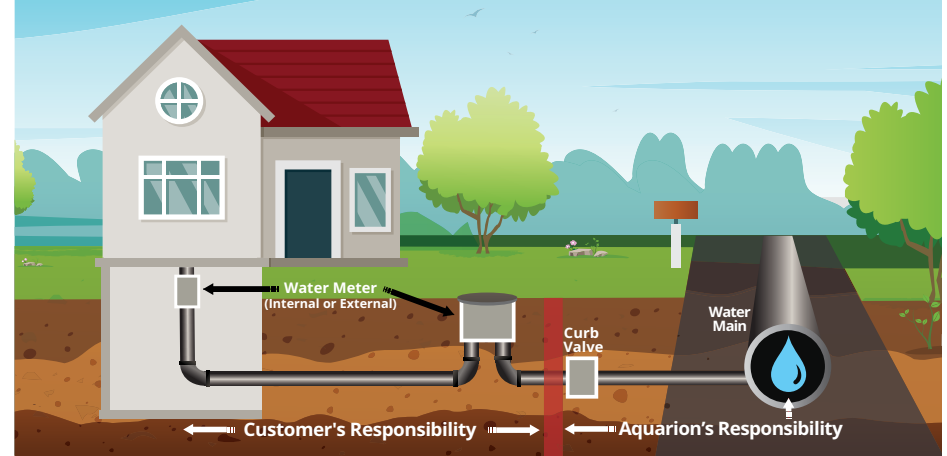 Water Meter
(Internal or External)
Water
Main
Curb
Valve
Customer's Responsibility
Aquarion’s Responsibility